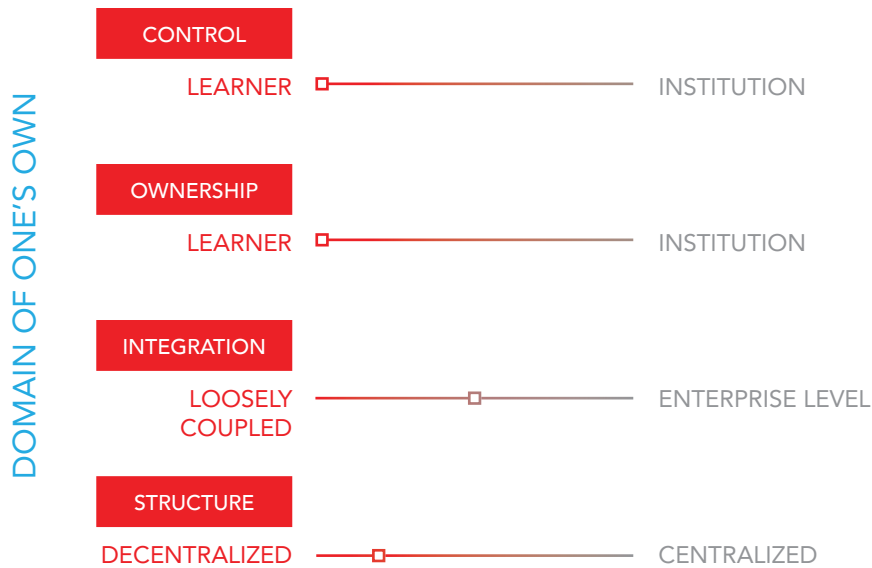 DOMAIN OF ONE'S OWN
CONTROL
LEARNER INSTITUTION
OWNERSHIP
LEARNER INSTITUTION
INTEGRATION
LOOSELY ENTERPRISE LEVEL
COUPLED
STRUCTURE
DECENTRALIZED CENTRALIZED